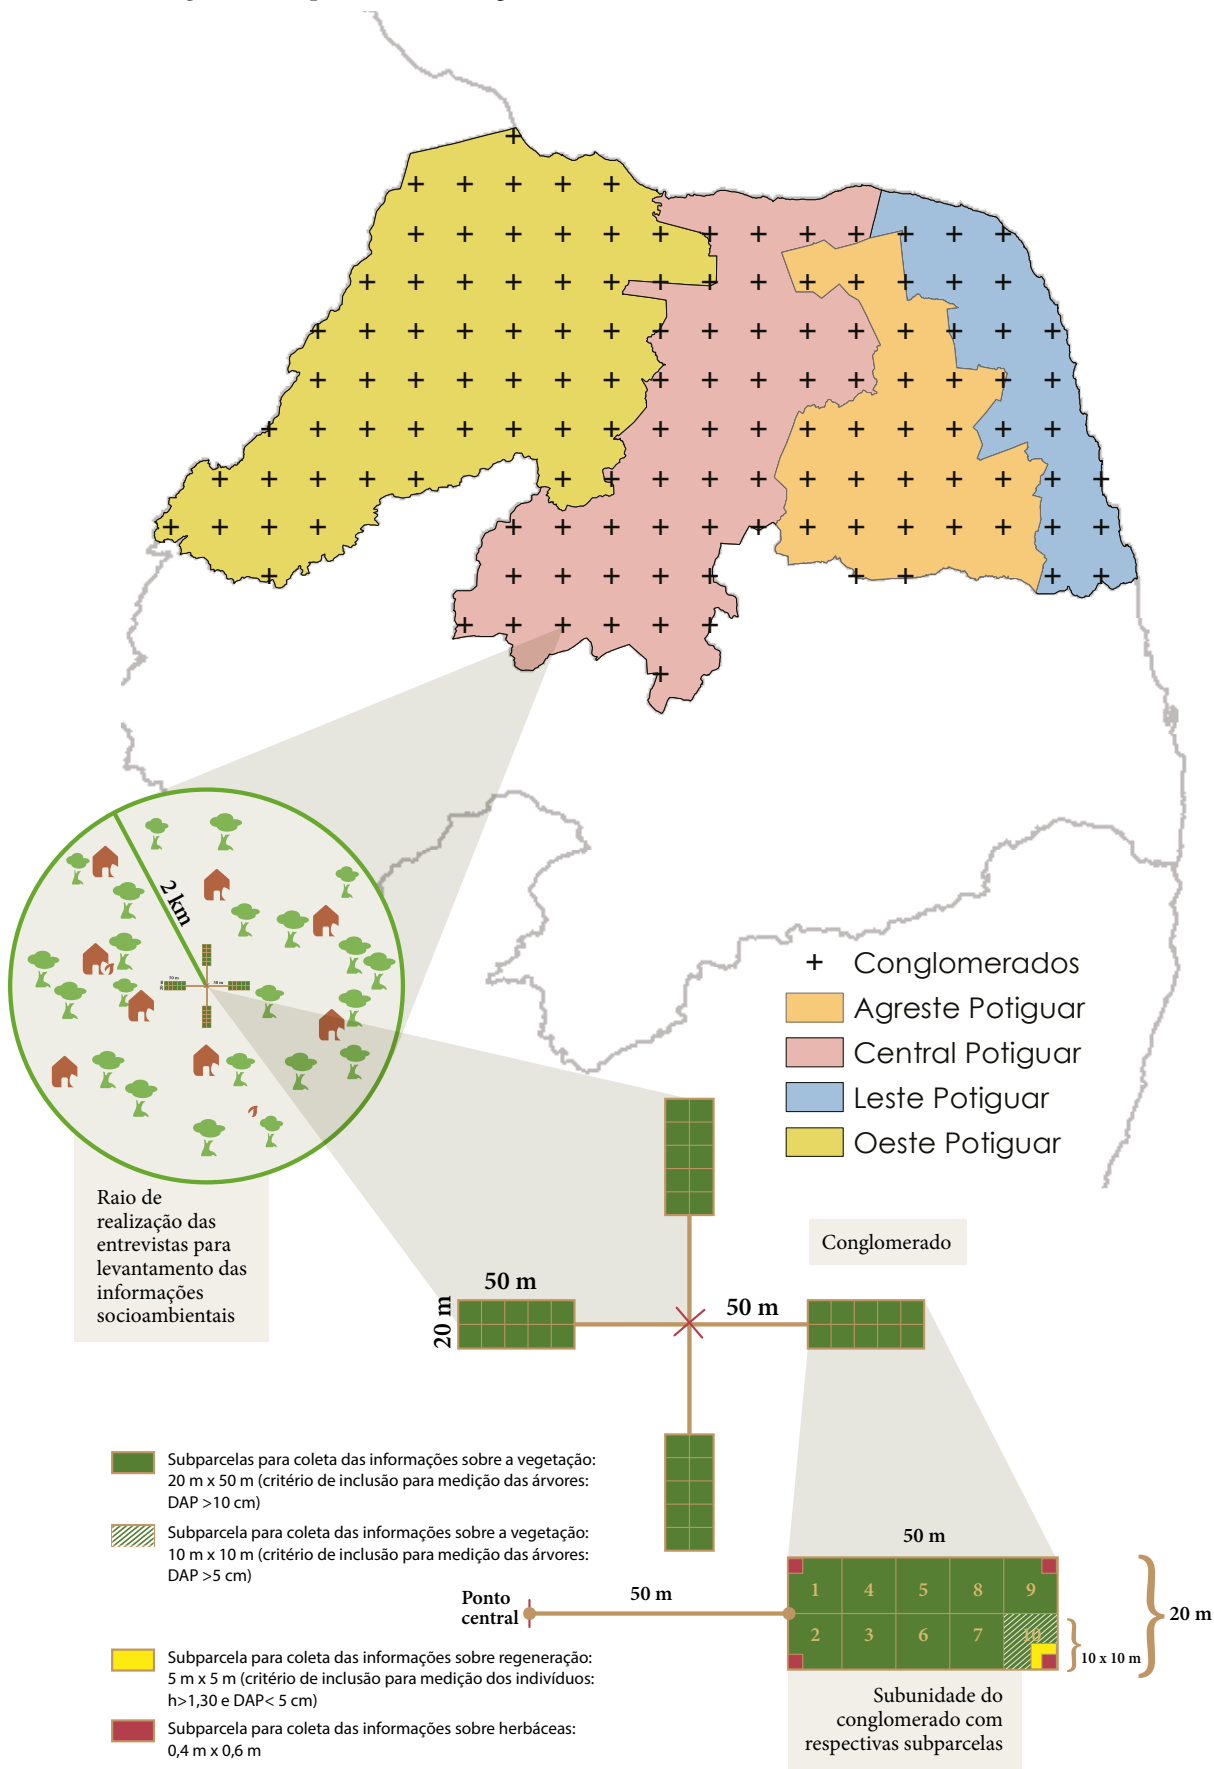 2 km
50 m
50 m
Conglomerados
Agreste Potiguar
Central Potiguar
Leste Potiguar
Oeste Potiguar
Raio de
realização das
entrevistas para
levantamento das
informações
socioambientais
Conglomerado
50 m
20 m
50 m
Subparcelas para coleta das informações sobre a vegetação:
20 m x 50 m (critério de inclusão para medição das árvores:
DAP >10 cm)
Subparcela para coleta das informações sobre a vegetação:
10 m x 10 m (critério de inclusão para medição das árvores:
DAP >5 cm)
Subparcela para coleta das informações sobre regeneração:
5 m x 5 m (critério de inclusão para medição dos indivíduos:
h>1,30 e DAP< 5 cm)
Subparcela para coleta das informações sobre herbáceas:
0,4 m x 0,6 m
50 m
Ponto
central
50 m
1 4 5 8 9
2 3 6 7 10
20 m
10 x 10 m
Subunidade do
conglomerado com
respectivas subparcelas